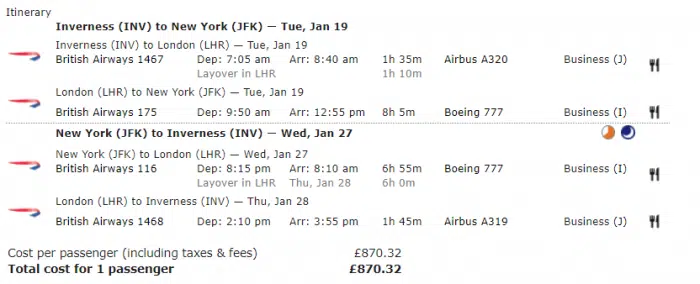 Itinerary
Inverness (INV) to New York (JFK) — Tue, Jan 19
Inverness (INV) to London (LHR) — Tue, Jan 19
British Airways 1467 Dep: 7:05 am Arr: 8:40 am 1h 35m Airbus A320 Business (J)
Layover in LHR 1h 10m
London (LHR) to New York (JFK) — Tue, Jan 19
British Airways 175 Dep: 9:50 am Arr: 12:55 pm 8h 5m Boeing 777 Business (I)
New York (JFK) to Inverness (INV) — Wed, Jan 27
New York (JFK) to London (LHR) — Wed, Jan 27
British Airways 116 Dep: 8:15 pm Arr: 8:10 am 6h 55m Boeing 777 Business (I)
Layover in LHR Thu, Jan 28 6h 0m
London (LHR) to Inverness (INV) — Thu, Jan 28
British Airways 1468 Dep: 2:10 pm Arr: 3:55 pm 1h 45m Airbus A319 Business (J)
Cost per passenger (including taxes & fees) £870.32
Total cost for 1 passenger £870.32